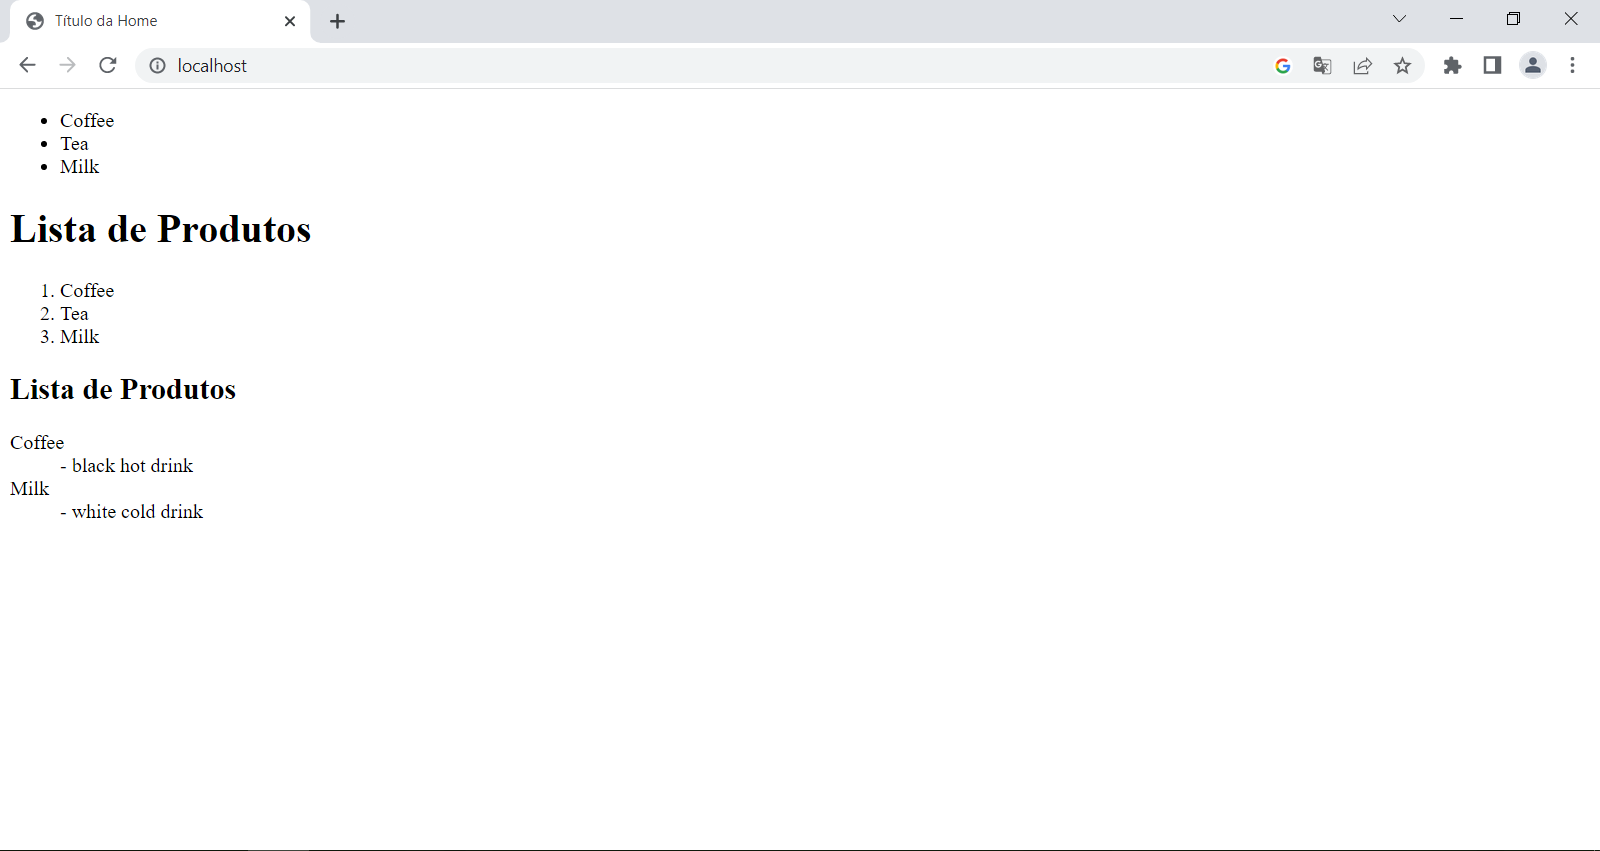 Título da Home
localhost
Coffee
Tea
Milk
Lista de Produtos
1. Coffee
2. Tea
3. Milk
Lista de Produtos
Coffee
- black hot drink
Milk
- white cold drink